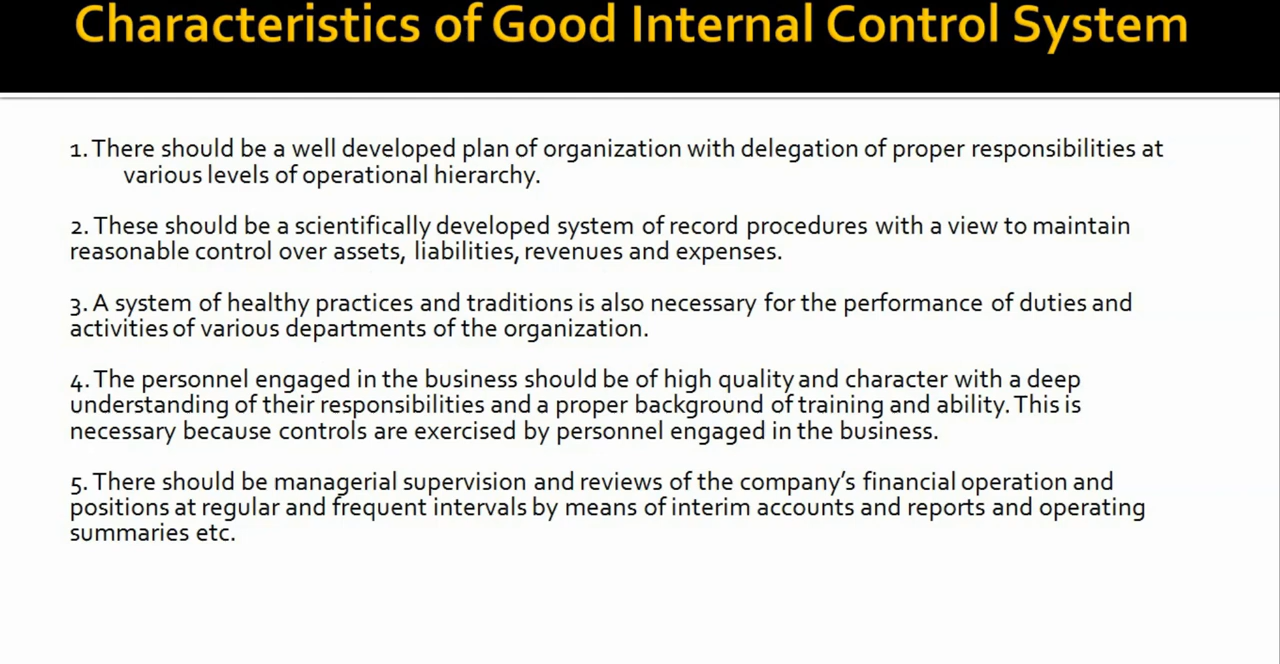 Characteristics of Good Internal Control System
1. There should be a well developed plan of organization with delegation of proper responsibilities at
various levels of operational hierarchy.
2. These should be a scientifically developed system of record procedures with a view to maintain
reasonable control over assets, liabilities, revenues and expenses.
3. A system of healthy practices and traditions is also necessary for the performance of duties and
activities of various departments of the organization.
4. The personnel engaged in the business should be of high quality and character with a deep
understanding of their responsibilities and a proper background of training and ability. This is
necessary because controls are exercised by personnel engaged in the business.
5. There should be managerial supervision and reviews of the company’s financial operation and
positions at regular and frequent intervals by means of interim accounts and reports and operating
summaries etc.